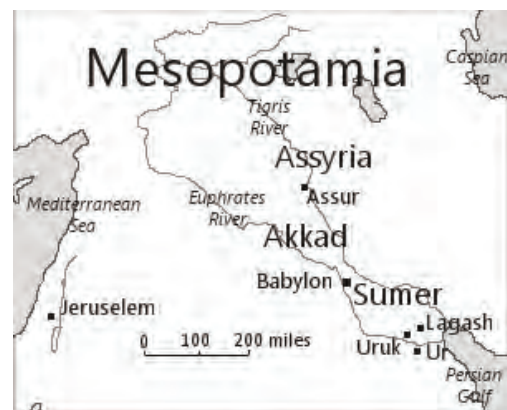 Mesopotamia
Caspian
Sea
Tigris
River
Assyria
Assur
Euphrates
River
Mediterranean
Sea
Akkad
Babylon
Sumer
Jeruselem
Lagash
0 100 200 miles
Uruk
Ur
Persian
Gulf